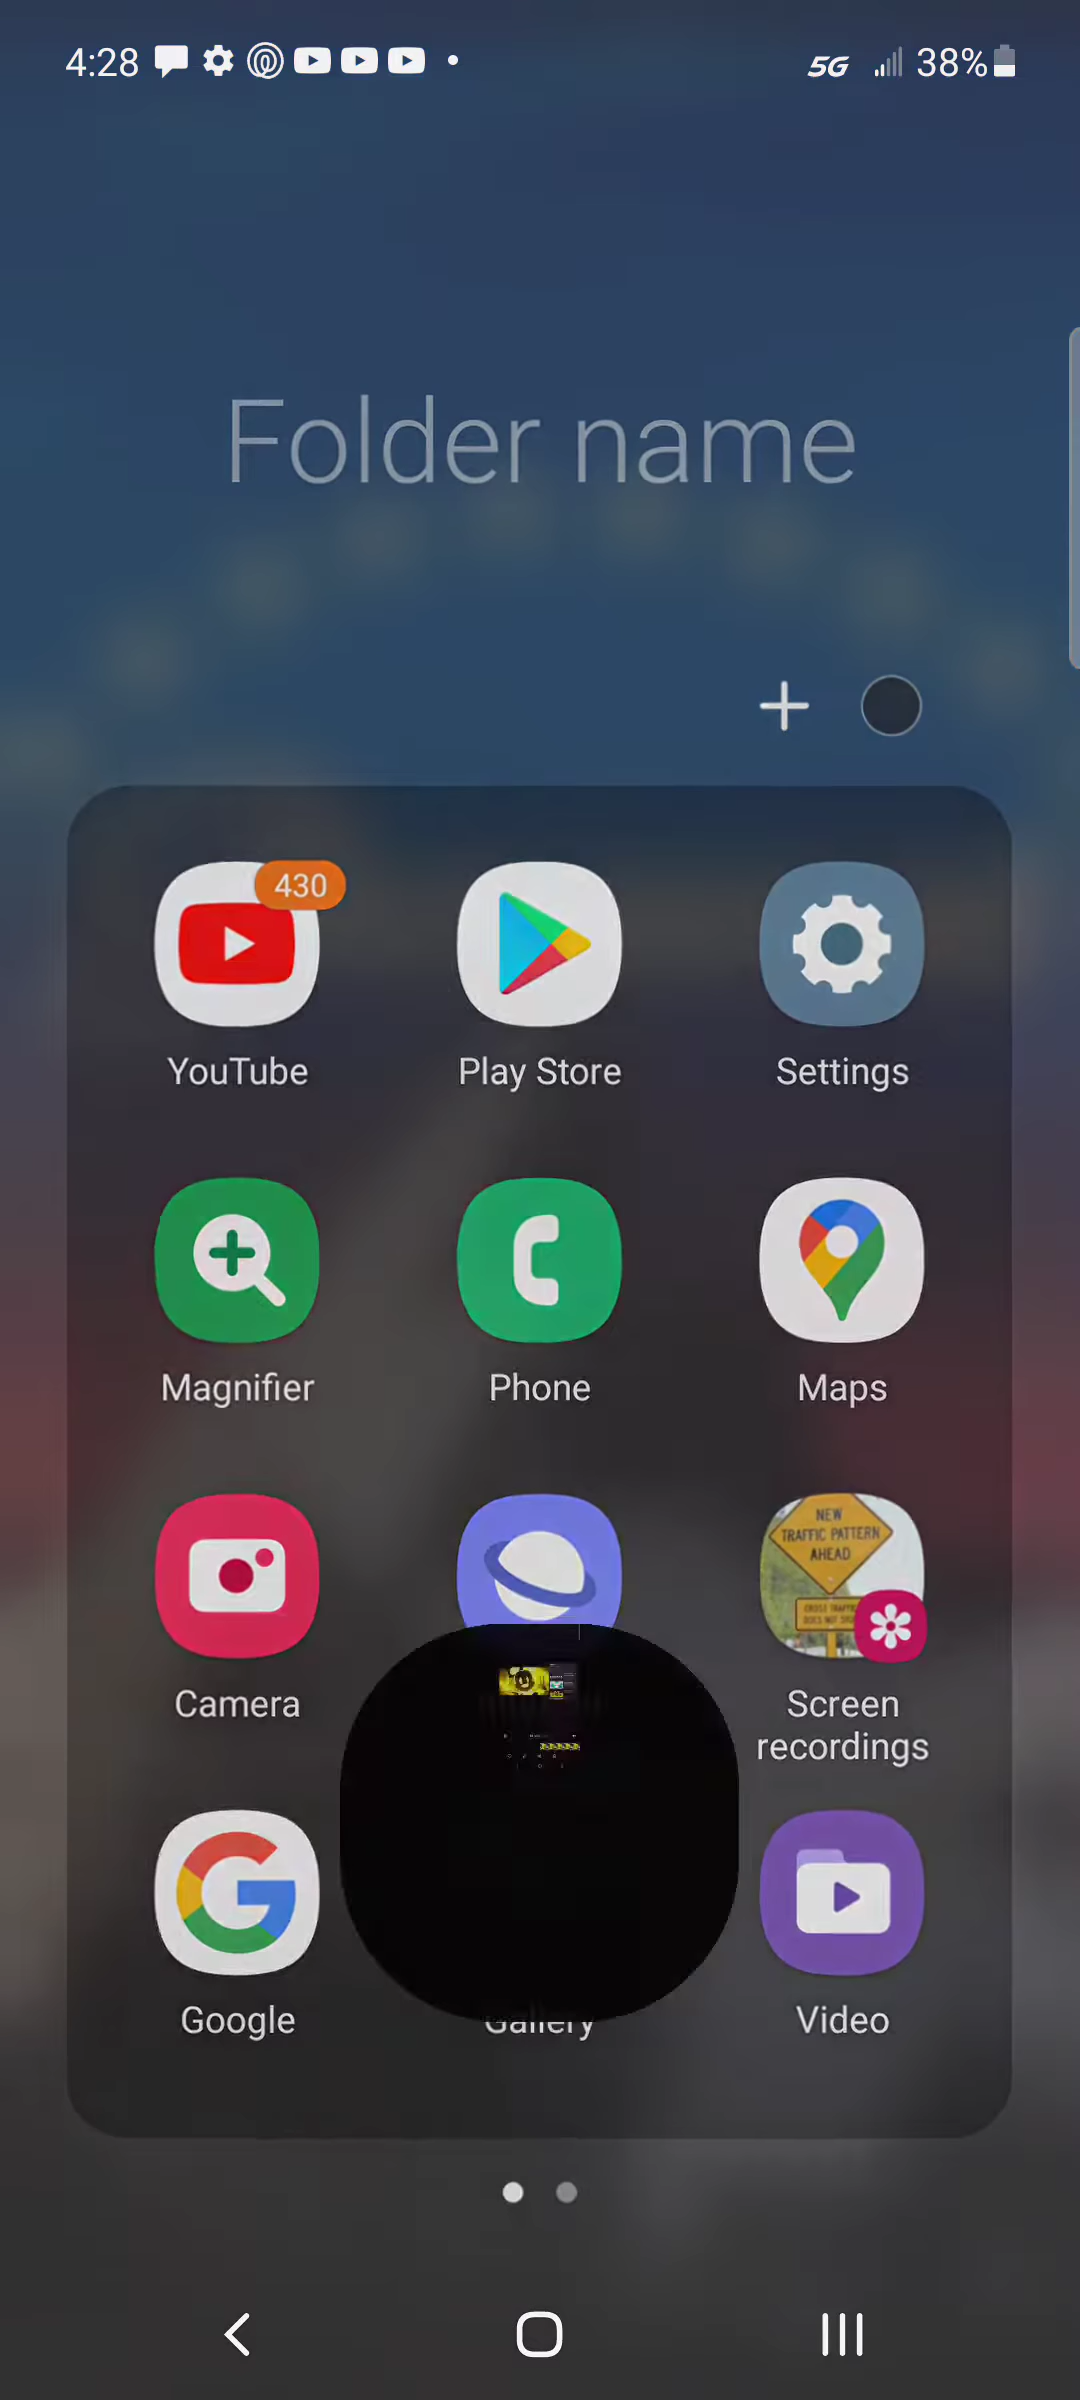 4:28
5G 38%
Folder name
430
YouTube Play Store Settings
Magnifier Phone Maps
NEW
TRAFFIC PATTERN
AHEAD
Camera Screen
recordings
Google Gallery Video